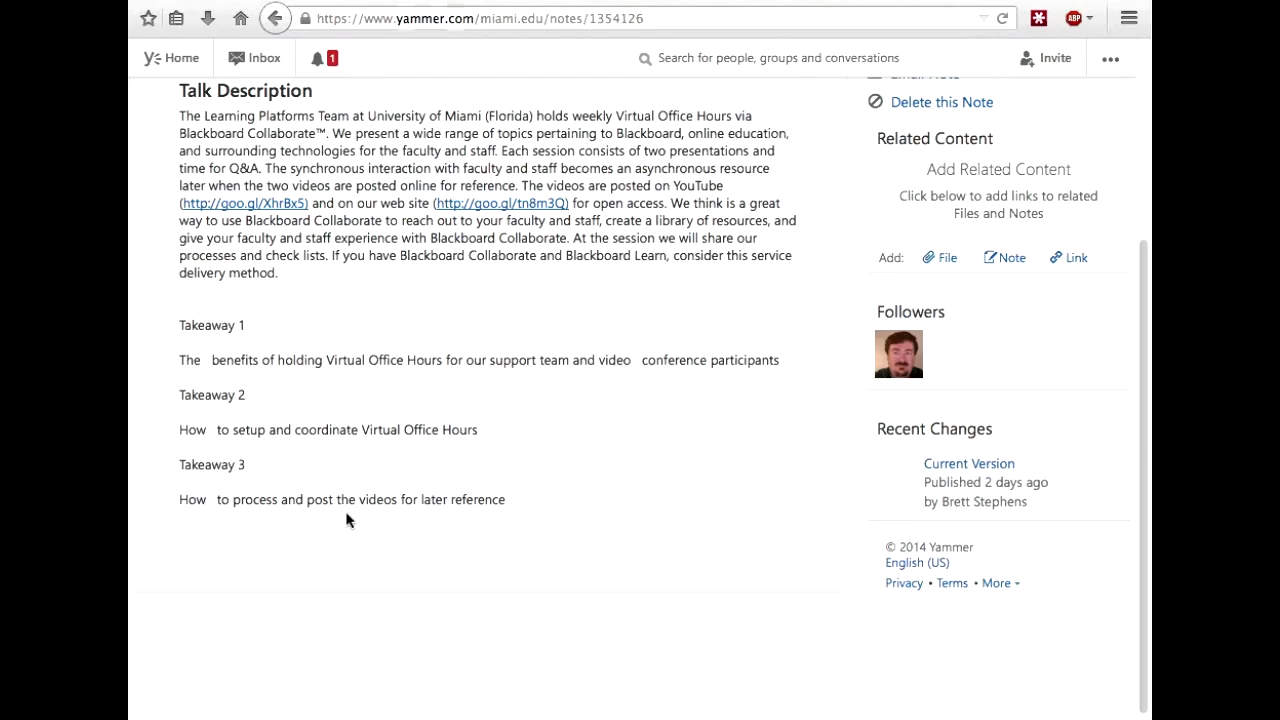 https://www.yammer.com/miami.edu/notes/1354126
ABP
Home
Inbox
1
Search for people, groups and conversations
Invite
Talk Description
The Learning Platforms Team at University of Miami (Florida) holds weekly Virtual Office Hours via
Blackboard Collaborate™. We present a wide range of topics pertaining to Blackboard, online education,
and surrounding technologies for the faculty and staff. Each session consists of two presentations and
time for Q&A. The synchronous interaction with faculty and staff becomes an asynchronous resource
later when the two videos are posted online for reference. The videos are posted on YouTube
(http://goo.gl/XhrBx5) and on our web site (http://goo.gl/tn8m3Q) for open access. We think is a great
way to use Blackboard Collaborate to reach out to your faculty and staff, create a library of resources, and
give your faculty and staff experience with Blackboard Collaborate. At the session we will share our
processes and check lists. If you have Blackboard Collaborate and Blackboard Learn, consider this service
delivery method.
Takeaway 1
The benefits of holding Virtual Office Hours for our support team and video conference participants
Takeaway 2
How to setup and coordinate Virtual Office Hours
Takeaway 3
How to process and post the videos for later reference
Delete this Note
Related Content
Add Related Content
Click below to add links to related
Files and Notes
Add: File Note Link
Followers
Recent Changes
Current Version
Published 2 days ago
by Brett Stephens
© 2014 Yammer
English (US)
Privacy • Terms • More